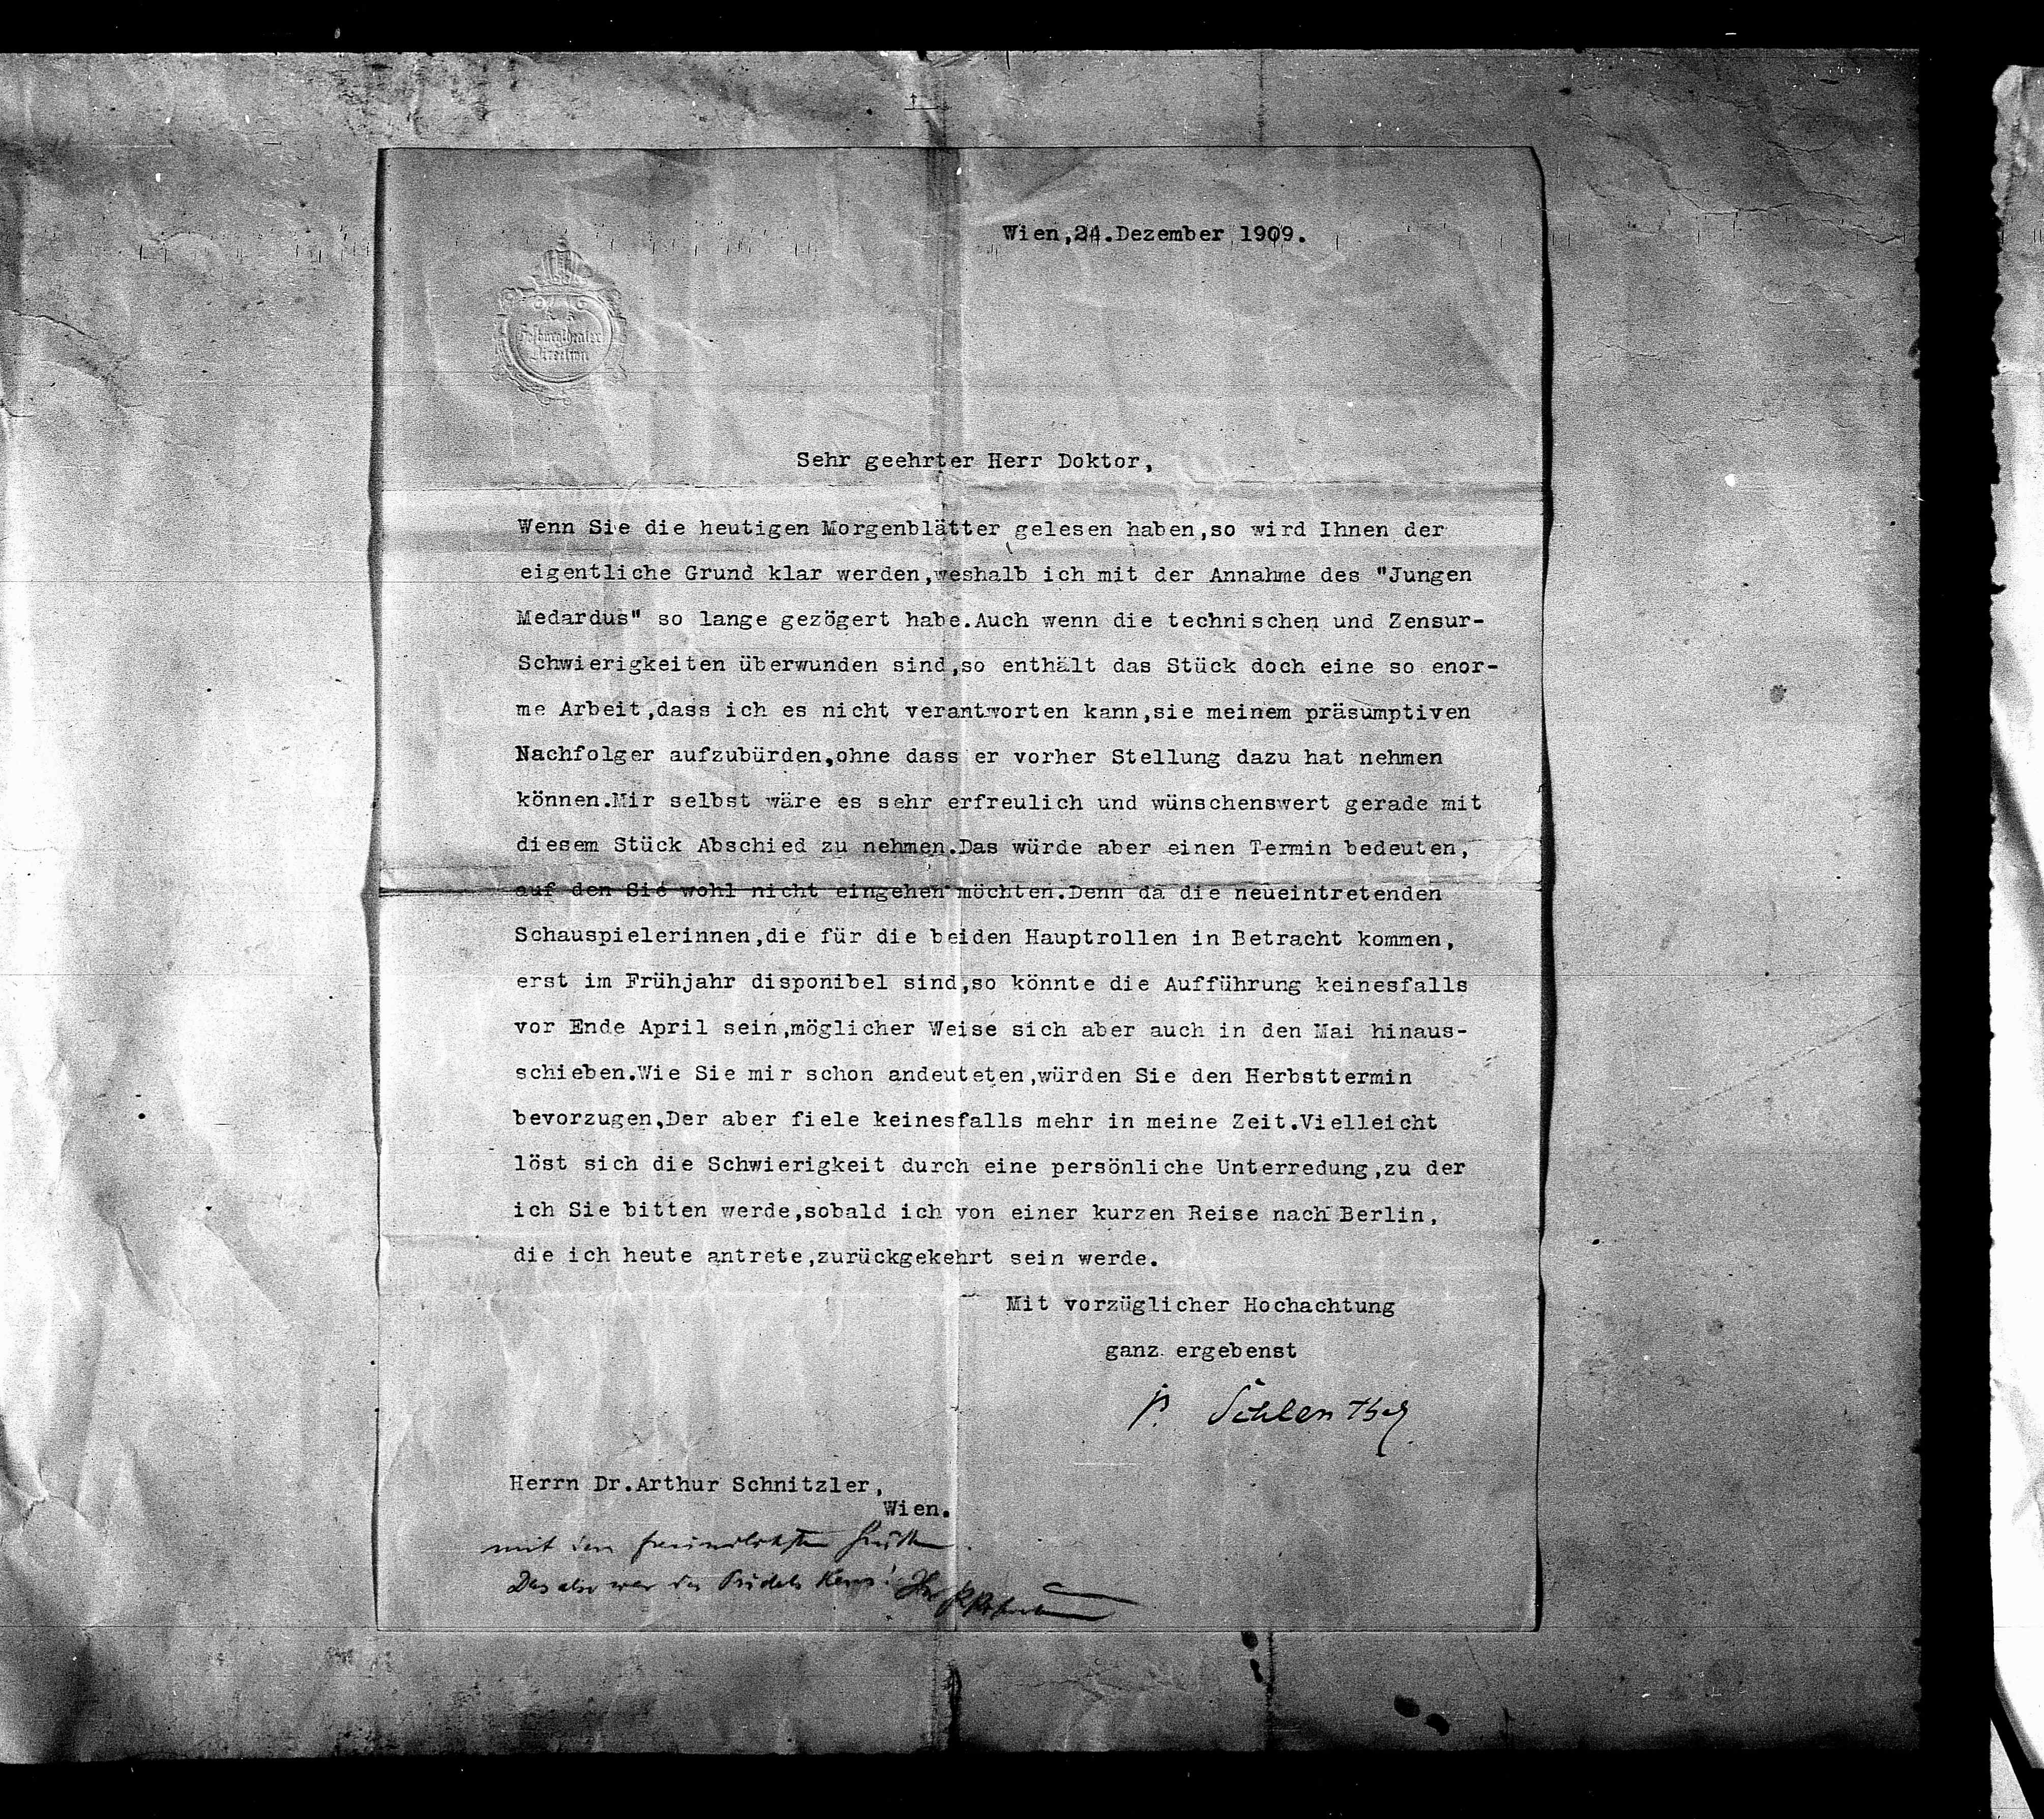 Wien,24.Dezember 1909.
K K
Hofburgtheater
Direction
Sehr geehrter Herr Doktor,
Wenn Sie die heutigen Morgenblätter gelesen haben,so wird Ihnen der
eigentliche Grund klar werden,weshalb ich mit der Annahme des "Jungen
Medardus" so lange gezögert habe.Auch wenn die technischen und Zensur-
Schwierigkeiten überwunden sind,so enthält das Stück doch eine so enor-
me Arbeit,dass ich es nicht verantworten kann,sie meinem präsumptiven
Nachfolger aufzubürden,ohne dass er vorher Stellung dazu hat nehmen
können.Mir selbst wäre es sehr erfreulich und wünschenswert gerade mit
diesem Stück Abschied zu nehmen.Das würde aber einen Termin bedeuten,
auf den Sie wohl nicht eingehen möchten.Denn da die neueintretenden
Schauspielerinnen,die für die beiden Hauptrollen in Betracht kommen,
erst im Frühjahr disponibel sind,so könnte die Aufführung keinesfalls
vor Ende April sein,möglicher Weise sich aber auch in den Mai hinaus-
schieben.Wie Sie mir schon andeuteten,würden Sie den Herbsttermin
bevorzugen,Der aber fiele keinesfalls mehr in meine Zeit.Vielleicht
löst sich die Schwierigkeit durch eine persönliche Unterredung,zu der
ich Sie bitten werde,sobald ich von einer kurzen Reise nach Berlin,
die ich heute antrete,zurückgekehrt sein werde.
Mit vorzüglicher Hochachtung
ganz ergebenst
P. Schlenther
Herrn Dr.Arthur Schnitzler,
Wien.
mit den freundlichsten Grüßen
Das also war des Pudels Kern! Ihr